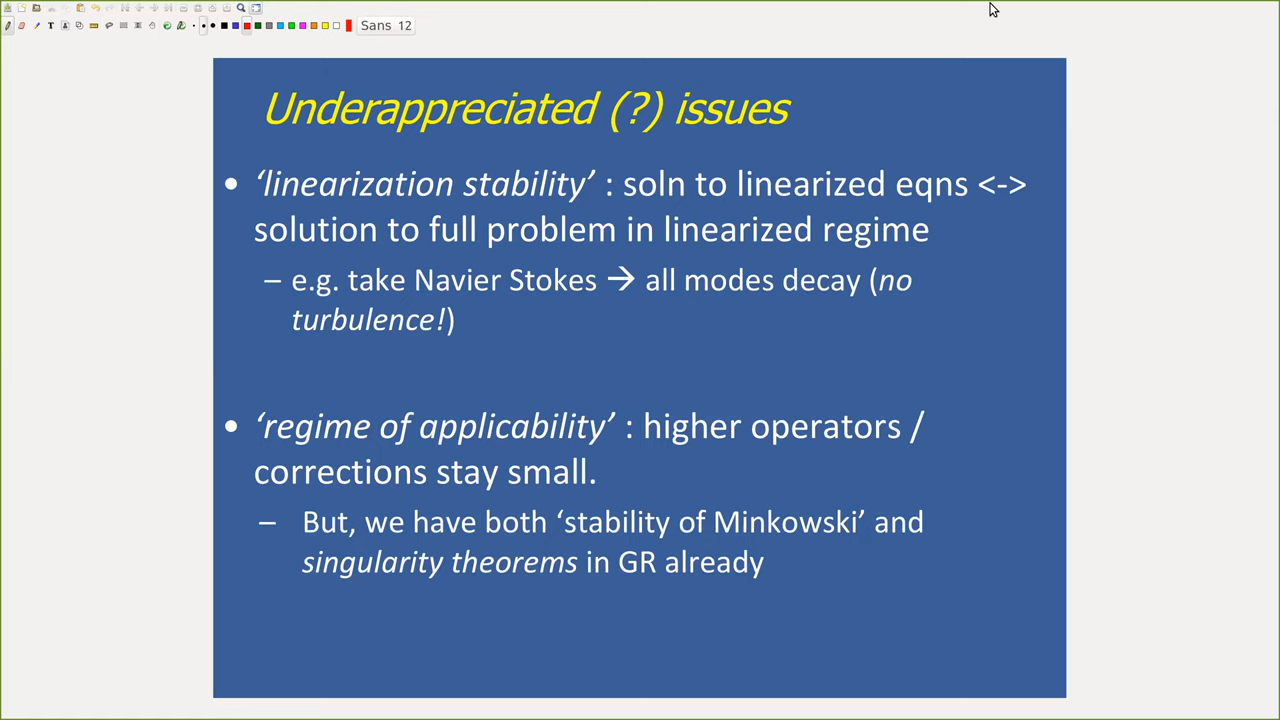 Sans 12
Underappreciated (?) issues
• ‘linearization stability’ : soln to linearized eqns <->
solution to full problem in linearized regime
– e.g. take Navier Stokes → all modes decay (no
turbulence!)
• ‘regime of applicability’ : higher operators /
corrections stay small.
– But, we have both ‘stability of Minkowski’ and
singularity theorems in GR already